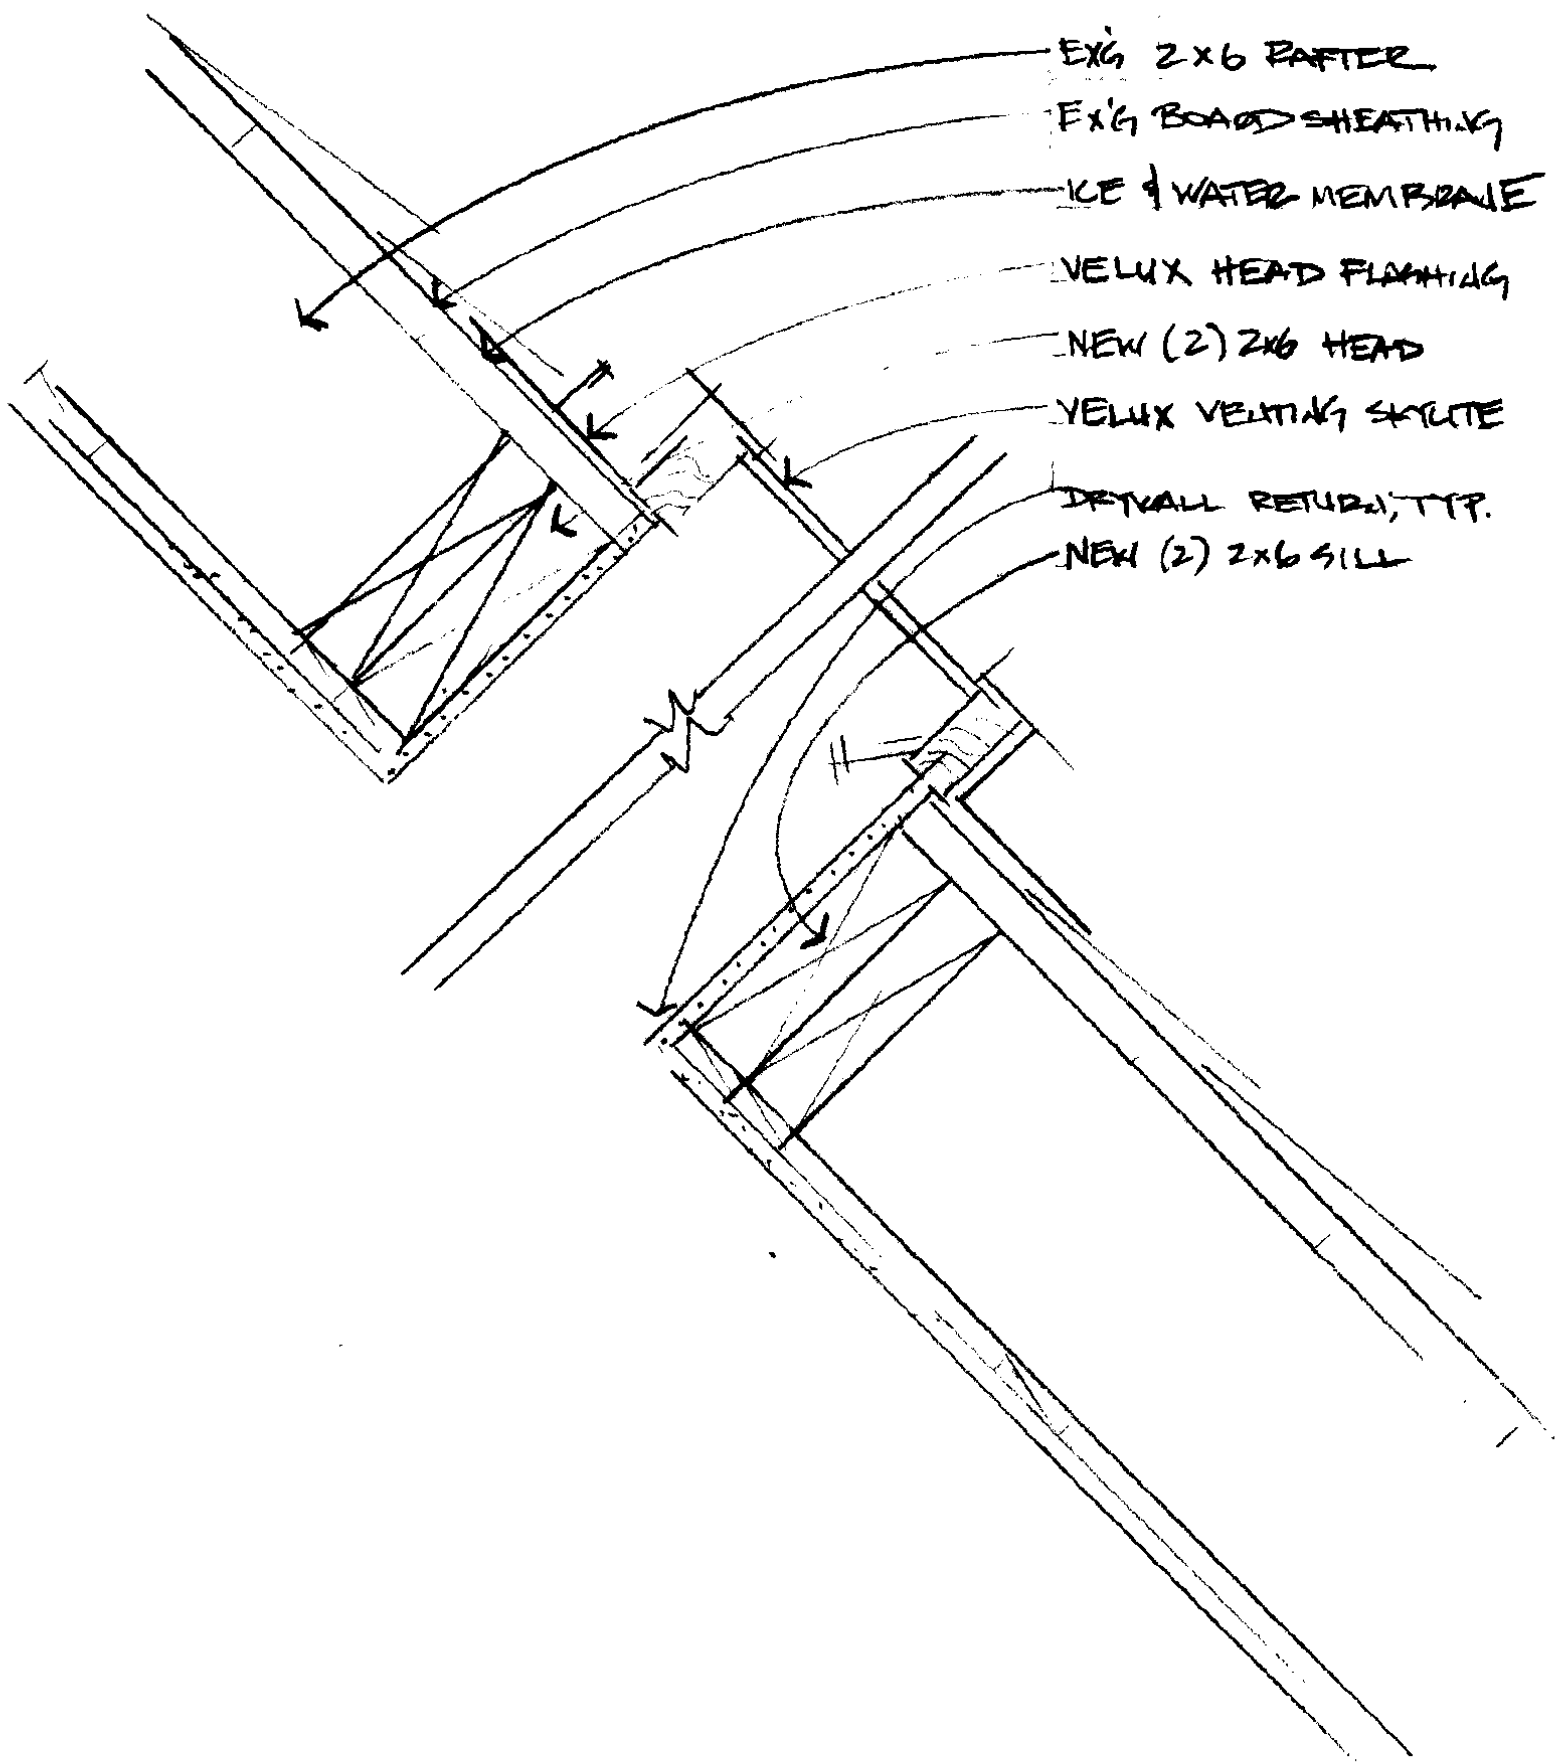 EX'G 2x6 RAFTER
EX'G BOARD SHEATHING
ICE & WATER MEMBRANE
VELUX HEAD FLASHING
NEW (2) 2x6 HEAD
VELUX VENTING SKYLITE
DRYWALL RETURN, TYP.
NEW (2) 2x6 SILL